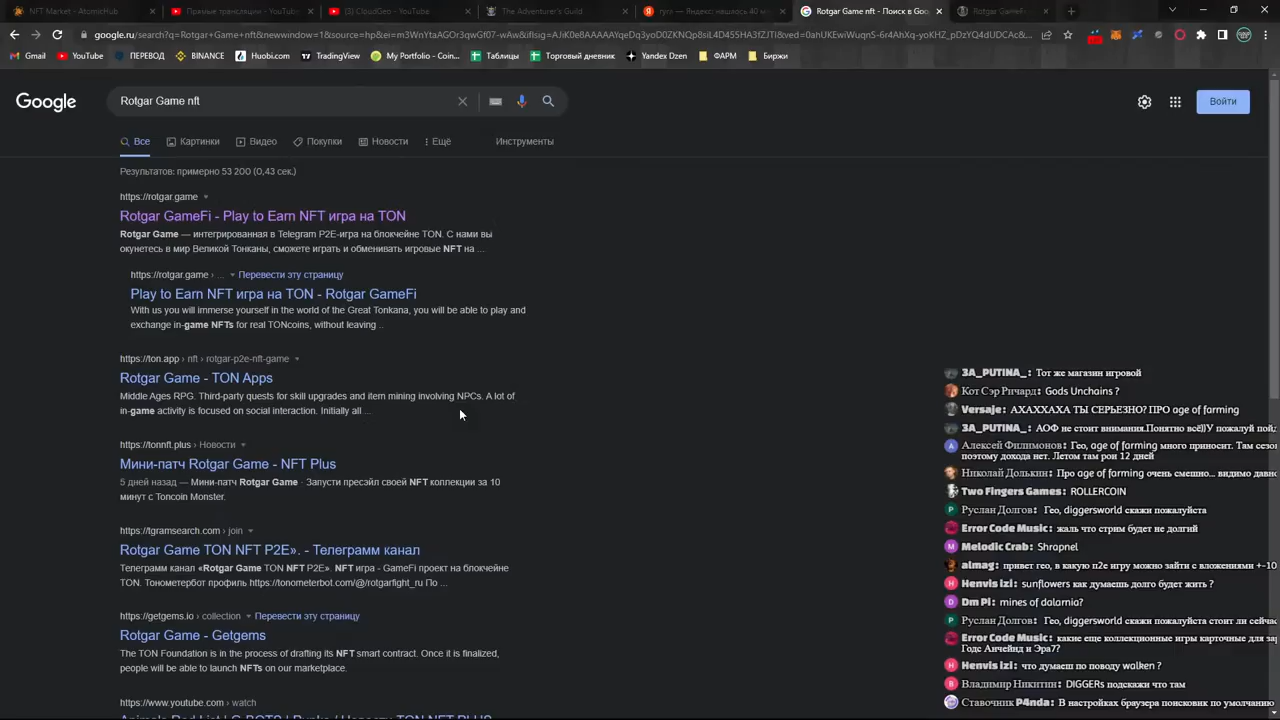 NFT Market - AtomicHub
Прямые трансляции - YouTube
(3) CloudGeo - YouTube
The Adventurer's Guild
Яндекс: нашлось 40 м
Rotgar Game nft - Поиск в Goo
Rotgar GameFi
google.ru/search?q=Rotgar+Game+nft&newwindow=1&source=hp&ei=
Gmail
YouTube
ПЕРЕВОД
BINANCE
Huobi.com
TradingView
My Portfolio - Coin...
Таблицы
Торговый дневник
Yandex Dzen
ФАРМ
Биржи
Google
Rotgar Game nft
Войти
Все
Картинки
Видео
Покупки
Новости
Ещё
Инструменты
Результатов: примерно 53 200 (0,43 сек.)
https://rotgar.game
Rotgar GameFi - Play to Earn NFT игра на TON
Rotgar Game — интегрированная в Telegram P2E-игра на блокчейне TON. С нами вы
окунетесь в мир Великой Тонканы, сможете играть и обменивать игровые NFT на ...
https://rotgar.game › ... Перевести эту страницу
Play to Earn NFT игра на TON - Rotgar GameFi
With us you will immerse yourself in the world of the Great Tonkana, you will be able to play and
exchange in-game NFTs for real TONcoins, without leaving ..
https://ton.app › nft › rotgar-p2e-nft-game
Rotgar Game - TON Apps
Middle Ages RPG. Third-party quests for skill upgrades and item mining involving NPCs. A lot of
in-game activity is focused on social interaction. Initially all ...
https://tonnft.plus › Новости
Мини-патч Rotgar Game - NFT Plus
5 дней назад — Мини-патч Rotgar Game · Запусти пресэйл своей NFT коллекции за 10
минут с Toncoin Monster.
https://tgramsearch.com › join
Rotgar Game TON NFT P2E». - Телеграмм канал
Телеграмм канал «Rotgar Game TON NFT P2E». NFT игра - GameFi проект на блокчейне
TON. Тонометербот профиль https://tonometerbot.com/@/rotgarfight_ru По ...
https://getgems.io › collection Перевести эту страницу
Rotgar Game - Getgems
The TON Foundation is in the process of drafting its NFT smart contract. Once it is finalized,
people will be able to launch NFTs on our marketplace.
https://www.youtube.com › watch
3A_PUTINA_: Тот же магазин игровой
Кот Сэр Ричард: Gods Unchains ?
Versaje: АХАХХАХА ТЫ СЕРЬЕЗНО? ПРО age of farming
3A_PUTINA_: АОФ не стоит внимания.Понятно всё))У пожалуй пойд
Алексей Филимонов: Гео, age of farming много приносит. Там сезон
поэтому дохода нет. Летом там рои 12 дней
Николай Долькин: Про age of farming очень смешно... видимо давно
Two Fingers Games: ROLLERCOIN
Руслан Долгов: Гео, diggersworld скажи пожалуйста
Error Code Music: жаль что стрим будет не долгий
Melodic Crab: Shrapnel
almag: привет гео, в какую п2е игру можно зайти с вложениями +-10
Henvis izi: sunflowers как думаешь долго будет жить ?
Dm Pi: mines of dalarnia?
Руслан Долгов: Гео, diggersworld скажи пожалуйста стоит ли сейчас
Error Code Music: какие еще коллекционные игры карточные для зар
Годс Анчейнд и Эра7?
Henvis izi: что думаеш по поводу walken ?
Владимир Никитин: DIGGERs подскажи что там
Ставочник P4nda: В настройках браузера поисковик по умолчанию